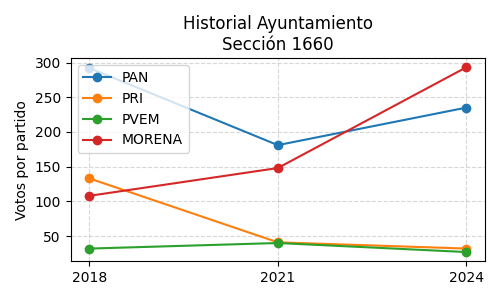 Historial Ayuntamiento
Sección 1660
Votos por partido
300
250
200
150
100
50
PAN
PRI
PVEM
MORENA
2018
2021
2024